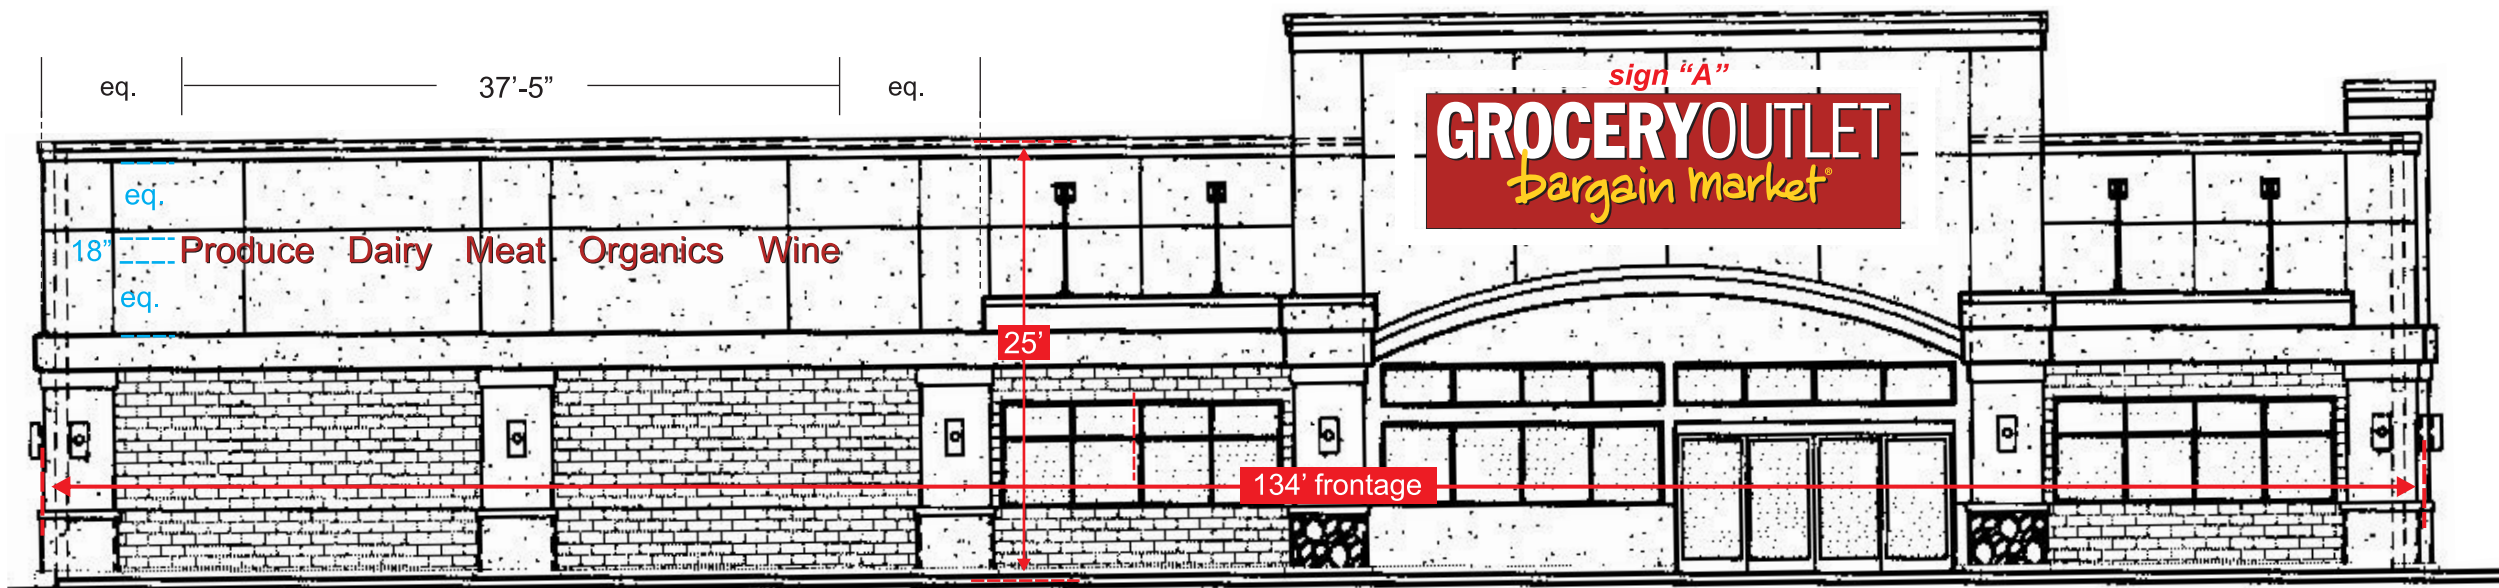 sign “A”
eq. 37’-5” eq.
GROCERYOUTLET
bargain market®
eq.
18” Produce Dairy Meat Organics Wine
eq.
25’
134’ frontage